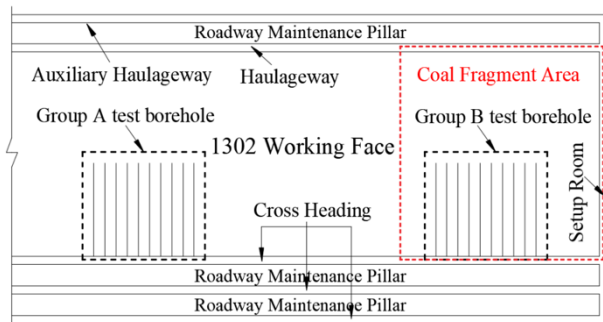 Roadway Maintenance Pillar
Auxiliary Haulageway
Haulageway
Coal Fragment Area
Group A test borehole
Group B test borehole
1302 Working Face
Setup Room
Cross Heading
Roadway Maintenance Pillar
Roadway Maintenance Pillar